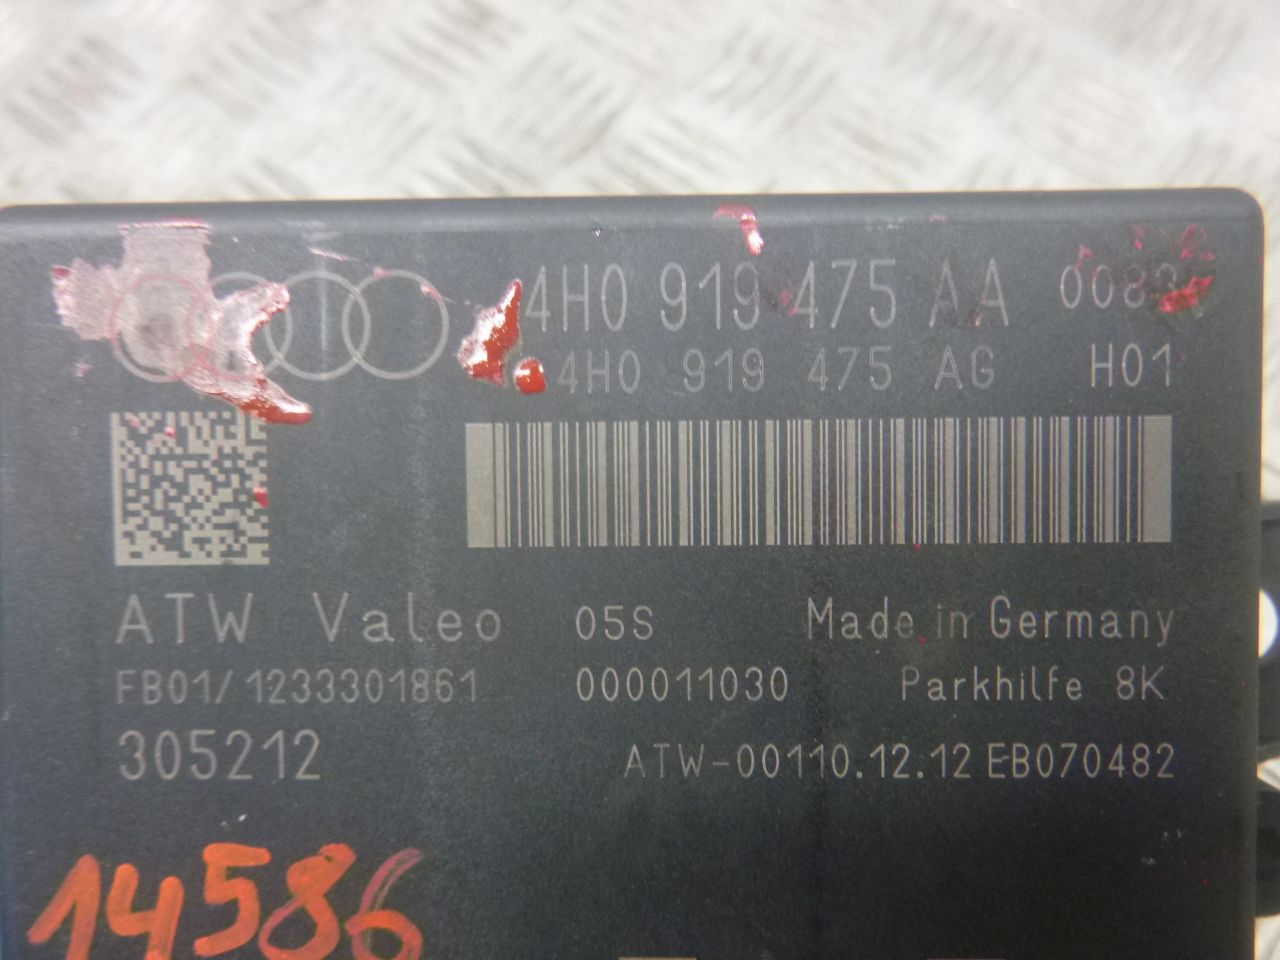 4H0 919 475 AA
4H0 919 475 AG H01
ATW Valeo 05S Made in Germany
FB01/1233301861 000011030 Parkhilfe 8K
305212 ATW-00110.12.12 EB070482
14586